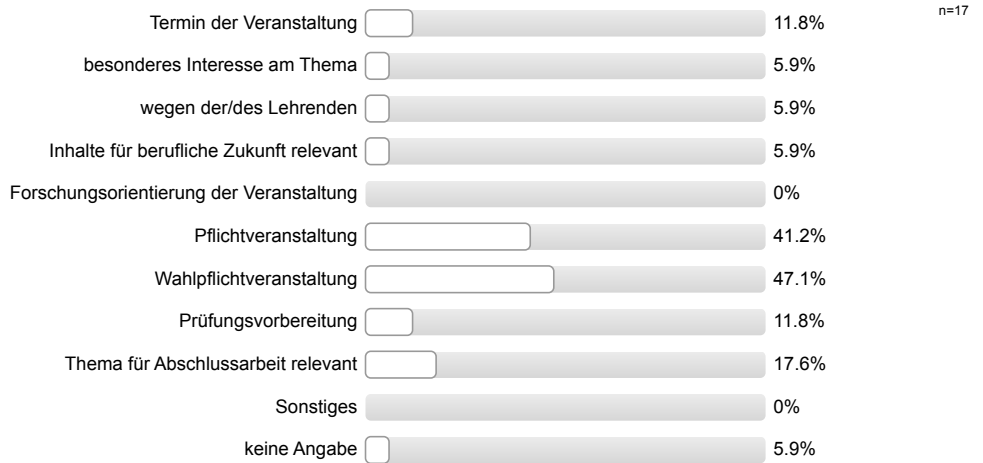 Termin der Veranstaltung 11.8% n=17
besonderes Interesse am Thema 5.9%
wegen der/des Lehrenden 5.9%
Inhalte für berufliche Zukunft relevant 5.9%
Forschungsorientierung der Veranstaltung 0%
Pflichtveranstaltung 41.2%
Wahlpflichtveranstaltung 47.1%
Prüfungsvorbereitung 11.8%
Thema für Abschlussarbeit relevant 17.6%
Sonstiges 0%
keine Angabe 5.9%